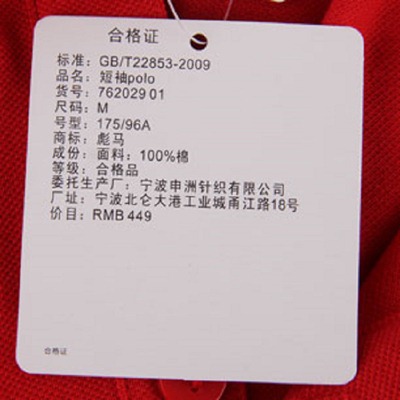 合格证
标准: GB/T22853-2009
品名: 短袖polo
货号: 762029 01
尺码: M
号型: 175/96A
商标: 彪马
成份: 面料: 100%棉
等级: 合格品
委托生产厂: 宁波申洲针织有限公司
厂址: 宁波北仑大港工业城甬江路18号
价目: RMB 449
合格证